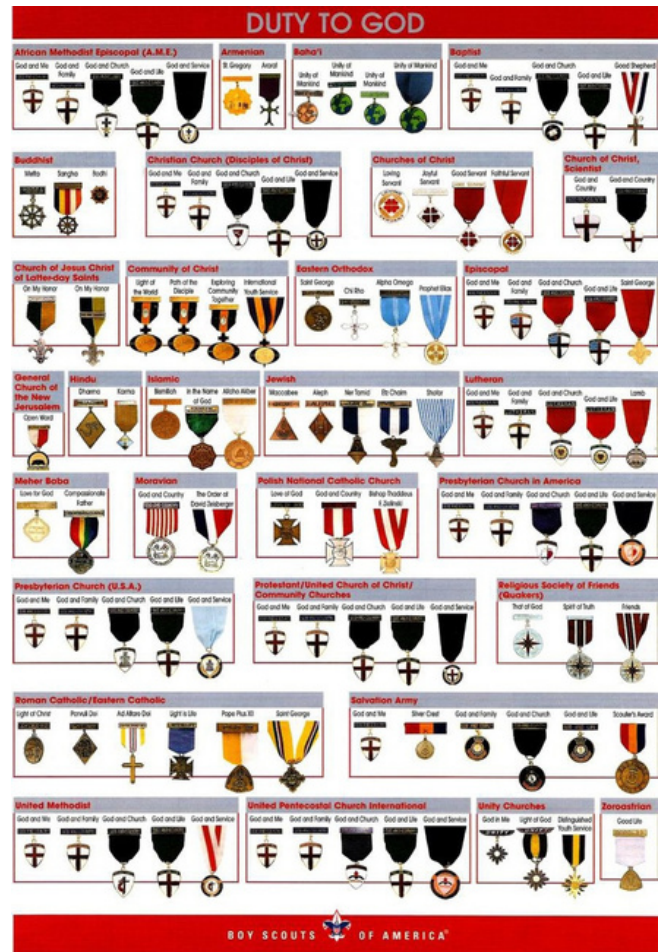 DUTY TO GOD
African Methodist Episcopal (A.M.E.)
God and Me
God and Family
God and Church
God and Life
God and Service
Armenian
St. Gregory
Ararat
Baha'i
Unity of Mankind
Unity of Mankind
Unity of Mankind
Unity of Mankind
Baptist
God and Me
God and Family
God and Church
God and Life
Good Shepherd
Buddhist
Metta
Sangha
Bodhi
Christian Church (Disciples of Christ)
God and Me
God and Family
God and Church
God and Life
God and Service
Churches of Christ
Loving Servant
Joyful Servant
Good Servant
Faithful Servant
Church of Christ, Scientist
God and Country
God and Country
Church of Jesus Christ of Latter-day Saints
On My Honor
On My Honor
Community of Christ
Light of the World
Path of the Disciple
Exploring Community Together
International Youth Service
Eastern Orthodox
Saint George
Chi Rho
Alpha Omega
Prophet Elias
Episcopal
God and Me
God and Family
God and Church
God and Life
Saint George
General Church of the New Jerusalem
Open Word
Hindu
Dharma
Karma
Islamic
Bismillah
In the Name of God
Allaho Akber
Jewish
Maccabee
Aleph
Ner Tamid
Etz Chaim
Shofar
Lutheran
God and Me
God and Family
God and Church
God and Life
Lamb
Meher Baba
Love for God
Compassionate Father
Moravian
God and Country
The Order of David Zeisberger
Polish National Catholic Church
Love of God
God and Country
Bishop Thaddeus F. Zielinski
Presbyterian Church in America
God and Me
God and Family
God and Church
God and Life
God and Service
Presbyterian Church (U.S.A.)
God and Me
God and Family
God and Church
God and Life
God and Service
Protestant/United Church of Christ/
Community Churches
God and Me
God and Family
God and Church
God and Life
God and Service
Religious Society of Friends
(Quakers)
That of God
Spirit of Truth
Friends
Roman Catholic/Eastern Catholic
Light of Christ
Parvuli Dei
Ad Altare Dei
Light is Life
Pope Pius XII
Saint George
Salvation Army
God and Me
Silver Crest
God and Family
God and Church
God and Life
Scouter's Award
United Methodist
God and Me
God and Family
God and Church
God and Life
God and Service
United Pentecostal Church International
God and Me
God and Family
God and Church
God and Life
God and Service
Unity Churches
God in Me
Light of God
Distinguished Youth Service
Zoroastrian
Good Life
BOY SCOUTS OF AMERICA®